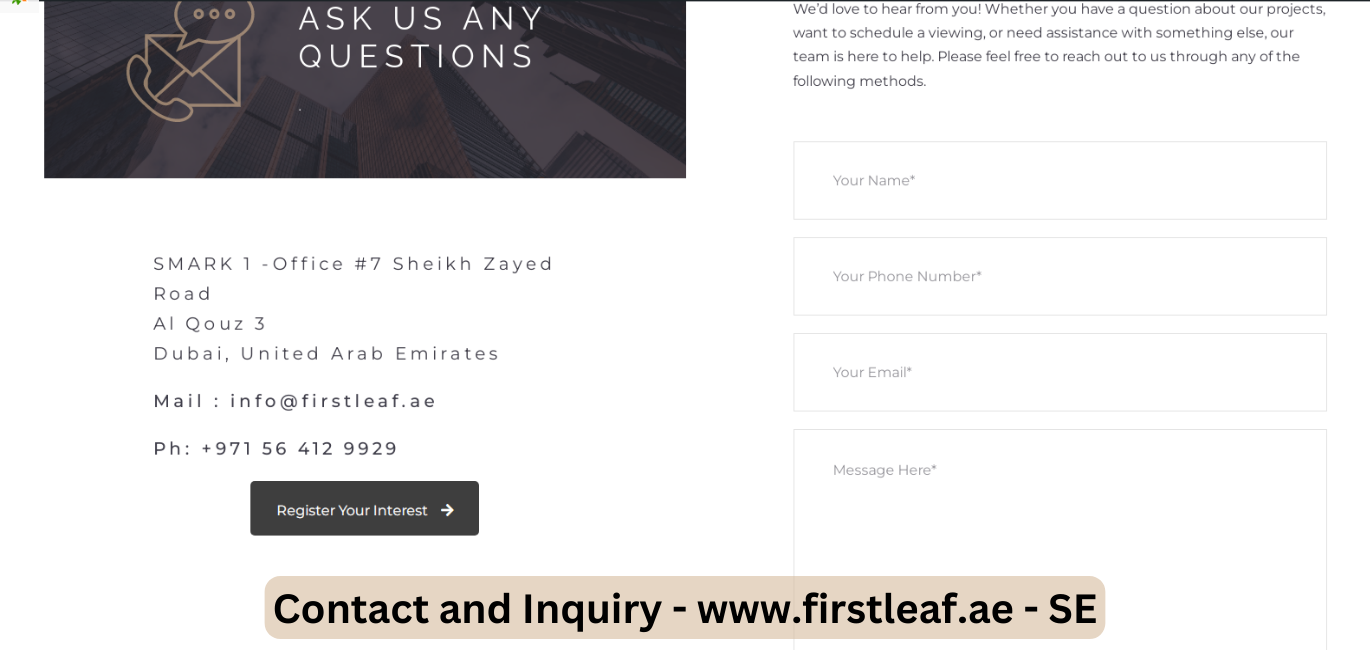 ASK US ANY
QUESTIONS
SMARK 1 -Office #7 Sheikh Zayed
Road
Al Qouz 3
Dubai, United Arab Emirates
Mail : info@firstleaf.ae
Ph: +971 56 412 9929
Register Your Interest
We'd love to hear from you! Whether you have a question about our projects,
want to schedule a viewing, or need assistance with something else, our
team is here to help. Please feel free to reach out to us through any of the
following methods.
Your Name*
Your Phone Number*
Your Email*
Message Here*
Contact and Inquiry - www.firstleaf.ae - SE